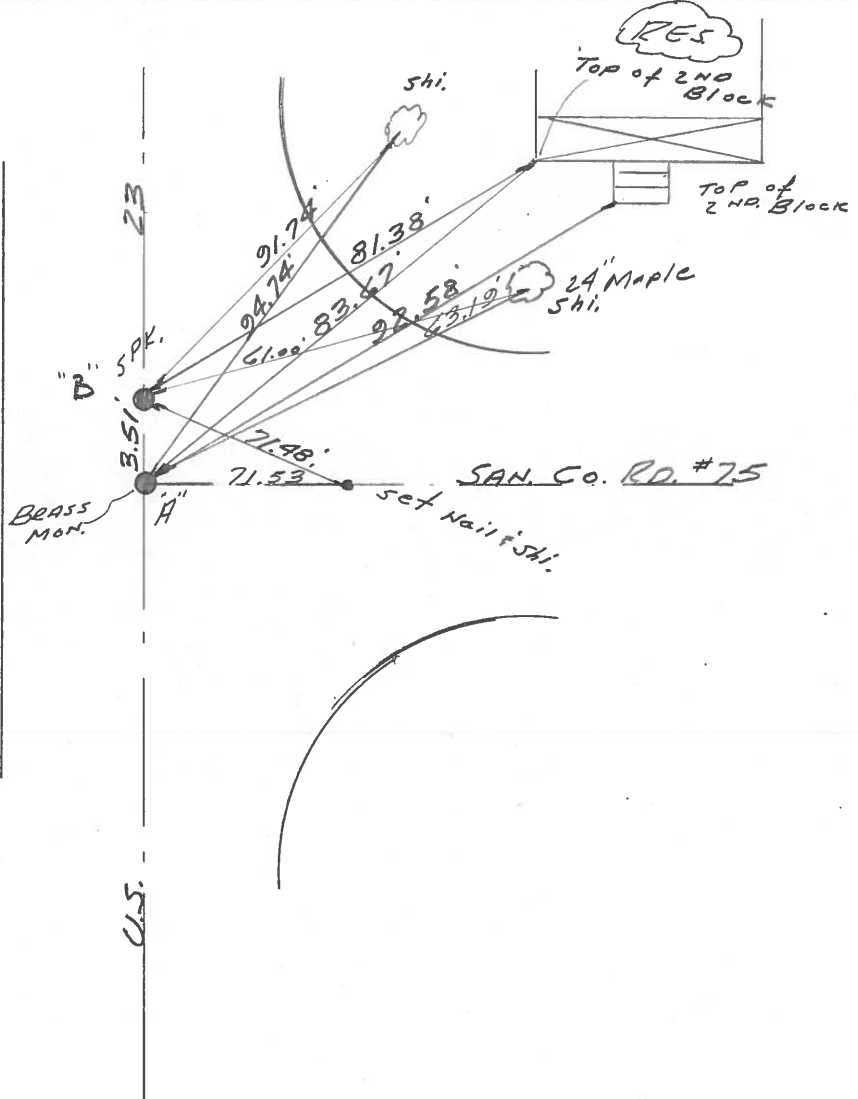 RES.
Top of 2ND
Block
Shi.
23
Top of
2ND. Block
91.74'
81.38'
94.74'
83.67'
92.58'
63.19'
24" Maple
Shi.
61.00'
SPK.
"B"
3.51'
71.48'
71.53'
SAN. Co. RD. #75
"A"
BRASS
MON.
set Nail & Shi.
U.S.